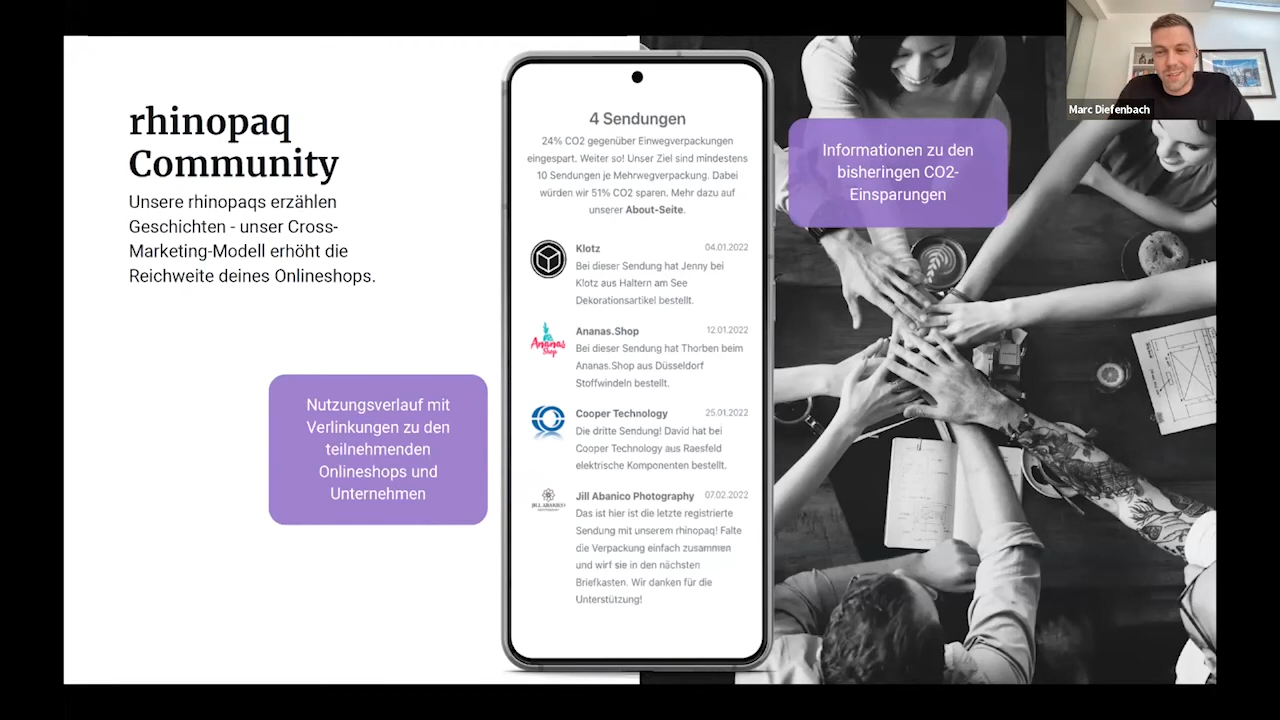 rhinopaq
Community
Unsere rhinopaqs erzählen
Geschichten - unser Cross-
Marketing-Modell erhöht die
Reichweite deines Onlineshops.
Nutzungsverlauf mit
Verlinkungen zu den
teilnehmenden
Onlineshops und
Unternehmen
4 Sendungen
24% CO2 gegenüber Einwegverpackungen
eingespart. Weiter so! Unser Ziel sind mindestens
10 Sendungen je Mehrwegverpackung. Dabei
würden wir 51% CO2 sparen. Mehr dazu auf
unserer About-Seite.
Klotz 04.01.2022
Bei dieser Sendung hat Jenny bei
Klotz aus Haltern am See
Dekorationsartikel bestellt.
Ananas Shop
Ananas.Shop 12.01.2022
Bei dieser Sendung hat Thorben beim
Ananas.Shop aus Düsseldorf
Stoffwindeln bestellt.
Cooper Technology 25.01.2022
Die dritte Sendung! David hat bei
Cooper Technology aus Raesfeld
elektrische Komponenten bestellt.
JILL ABANICO
Jill Abanico Photography 07.02.2022
Das ist hier ist die letzte registrierte
Sendung mit unserem rhinopaq! Falte
die Verpackung einfach zusammen
und wirf sie in den nächsten
Briefkasten. Wir danken für die
Unterstützung!
Informationen zu den
bisheringen CO2-
Einsparungen
Marc Diefenbach